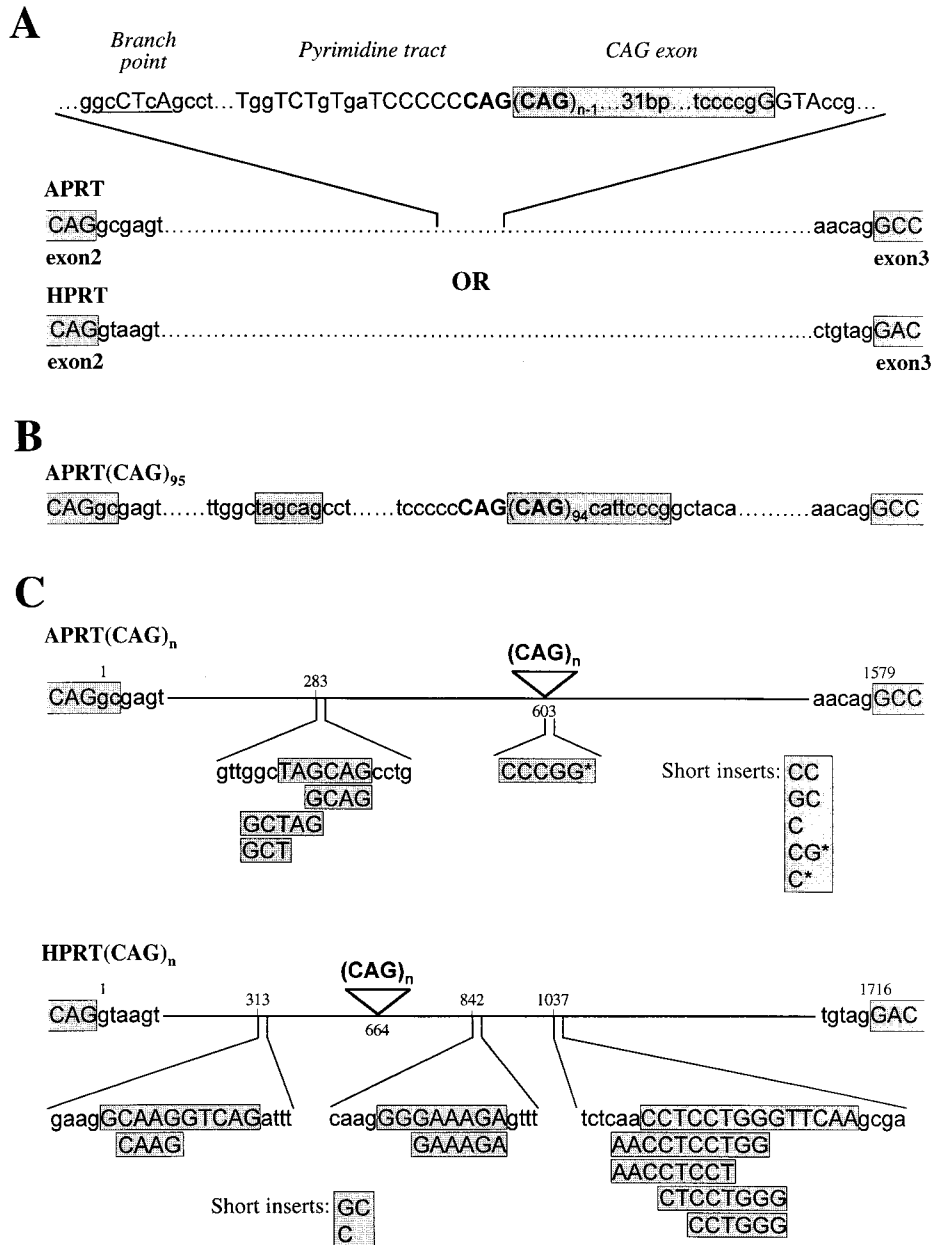 A
Branch point
Pyrimidine tract
CAG exon
...ggcCTcAgcct...TggTCTgTgaTCCCCCCAG(CAG)n-1...31bp...tccccgGGTAccg...
APRT
CAGgcgagt...aacagGCC
exon2
exon3
OR
HPRT
CAGgtaagt...ctgtagGAC
exon2
exon3
B
APRT(CAG)95
CAGgcgagt......ttggctagcagcct......tcccccCAG(CAG)94cattcccggctaca...........aacagGCC
C
APRT(CAG)n
(CAG)n
1
283
1579
CAGgcgagt
aacagGCC
603
gttggcTAGCAGcctg
CCCGG*
Short inserts:
CC
GCAG
GC
GCTAG
C
GCT
CG*
C*
HPRT(CAG)n
(CAG)n
1
313
842
1037
1716
CAGgtaagt
tgtagGAC
664
gaagGCAAGGTCAGattt
caagGGGAAAGAgttt
tctcaaCCTCCTGGGTTCAAgcga
CAAG
GAAAGA
AACCTCCTGG
AACCTCCT
CTCCTGGG
CCTGGG
Short inserts:
GC
C